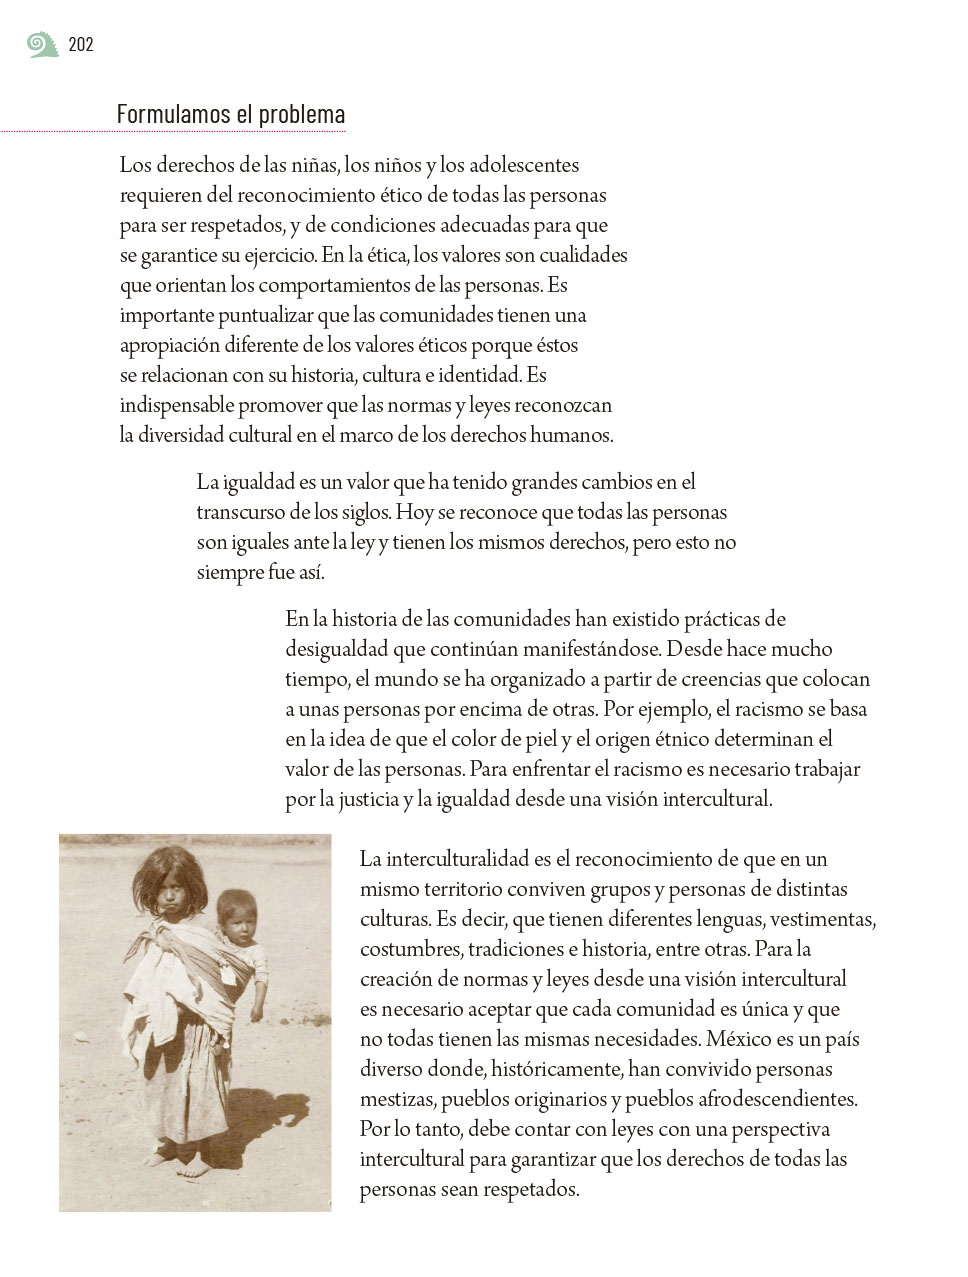 202
Formulamos el problema
Los derechos de las niñas, los niños y los adolescentes
requieren del reconocimiento ético de todas las personas
para ser respetados, y de condiciones adecuadas para que
se garantice su ejercicio. En la ética, los valores son cualidades
que orientan los comportamientos de las personas. Es
importante puntualizar que las comunidades tienen una
apropiación diferente de los valores éticos porque éstos
se relacionan con su historia, cultura e identidad. Es
indispensable promover que las normas y leyes reconozcan
la diversidad cultural en el marco de los derechos humanos.
La igualdad es un valor que ha tenido grandes cambios en el
transcurso de los siglos. Hoy se reconoce que todas las personas
son iguales ante la ley y tienen los mismos derechos, pero esto no
siempre fue así.
En la historia de las comunidades han existido prácticas de
desigualdad que continúan manifestándose. Desde hace mucho
tiempo, el mundo se ha organizado a partir de creencias que colocan
a unas personas por encima de otras. Por ejemplo, el racismo se basa
en la idea de que el color de piel y el origen étnico determinan el
valor de las personas. Para enfrentar el racismo es necesario trabajar
por la justicia y la igualdad desde una visión intercultural.
La interculturalidad es el reconocimiento de que en un
mismo territorio conviven grupos y personas de distintas
culturas. Es decir, que tienen diferentes lenguas, vestimentas,
costumbres, tradiciones e historia, entre otras. Para la
creación de normas y leyes desde una visión intercultural
es necesario aceptar que cada comunidad es única y que
no todas tienen las mismas necesidades. México es un país
diverso donde, históricamente, han convivido personas
mestizas, pueblos originarios y pueblos afrodescendientes.
Por lo tanto, debe contar con leyes con una perspectiva
intercultural para garantizar que los derechos de todas las
personas sean respetados.